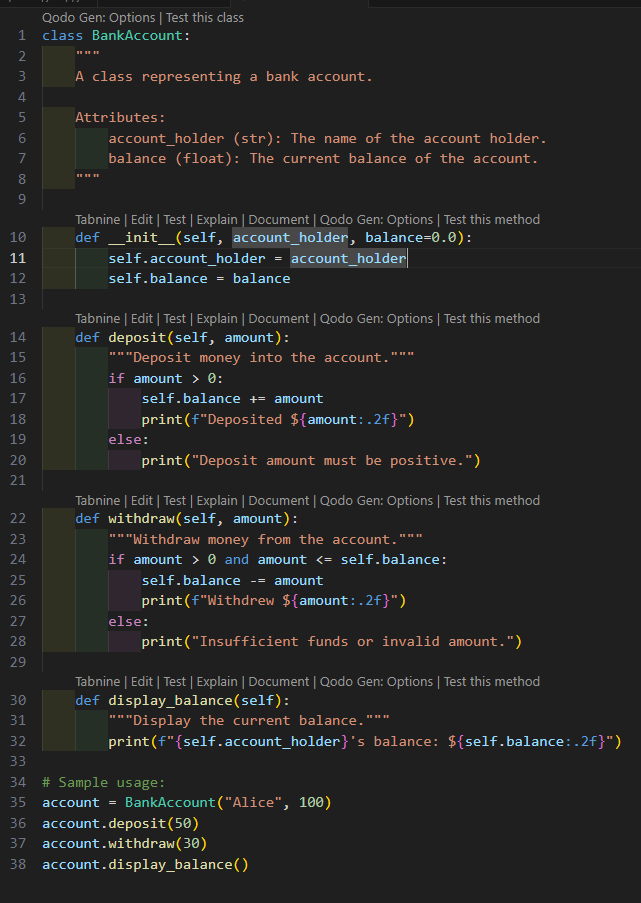 Qodo Gen: Options | Test this class
1 class BankAccount:
2     """
3     A class representing a bank account.
4
5     Attributes:
6         account_holder (str): The name of the account holder.
7         balance (float): The current balance of the account.
8     """
9
Tabnine | Edit | Test | Explain | Document | Qodo Gen: Options | Test this method
10     def __init__(self, account_holder, balance=0.0):
11         self.account_holder = account_holder
12         self.balance = balance
13
Tabnine | Edit | Test | Explain | Document | Qodo Gen: Options | Test this method
14     def deposit(self, amount):
15         """Deposit money into the account."""
16         if amount > 0:
17             self.balance += amount
18             print(f"Deposited ${amount:.2f}")
19         else:
20             print("Deposit amount must be positive.")
21
Tabnine | Edit | Test | Explain | Document | Qodo Gen: Options | Test this method
22     def withdraw(self, amount):
23         """Withdraw money from the account."""
24         if amount > 0 and amount <= self.balance:
25             self.balance -= amount
26             print(f"Withdrew ${amount:.2f}")
27         else:
28             print("Insufficient funds or invalid amount.")
29
Tabnine | Edit | Test | Explain | Document | Qodo Gen: Options | Test this method
30     def display_balance(self):
31         """Display the current balance."""
32         print(f"{self.account_holder}'s balance: ${self.balance:.2f}")
33
34 # Sample usage:
35 account = BankAccount("Alice", 100)
36 account.deposit(50)
37 account.withdraw(30)
38 account.display_balance()